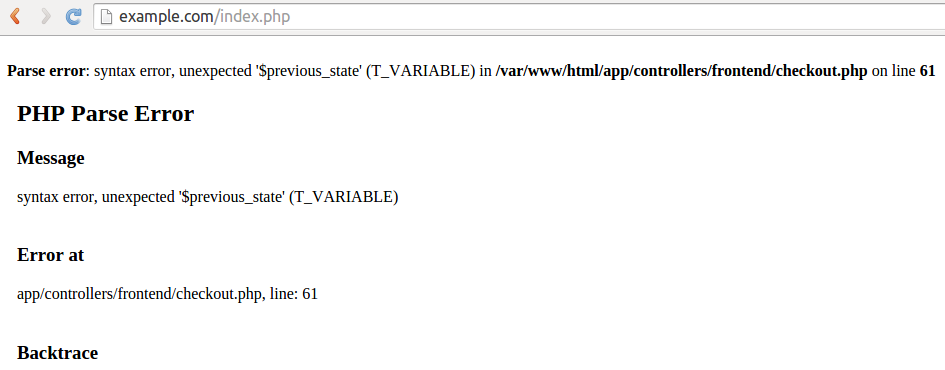 example.com/index.php
Parse error: syntax error, unexpected '$previous_state' (T_VARIABLE) in /var/www/html/app/controllers/frontend/checkout.php on line 61
PHP Parse Error
Message
syntax error, unexpected '$previous_state' (T_VARIABLE)
Error at
app/controllers/frontend/checkout.php, line: 61
Backtrace